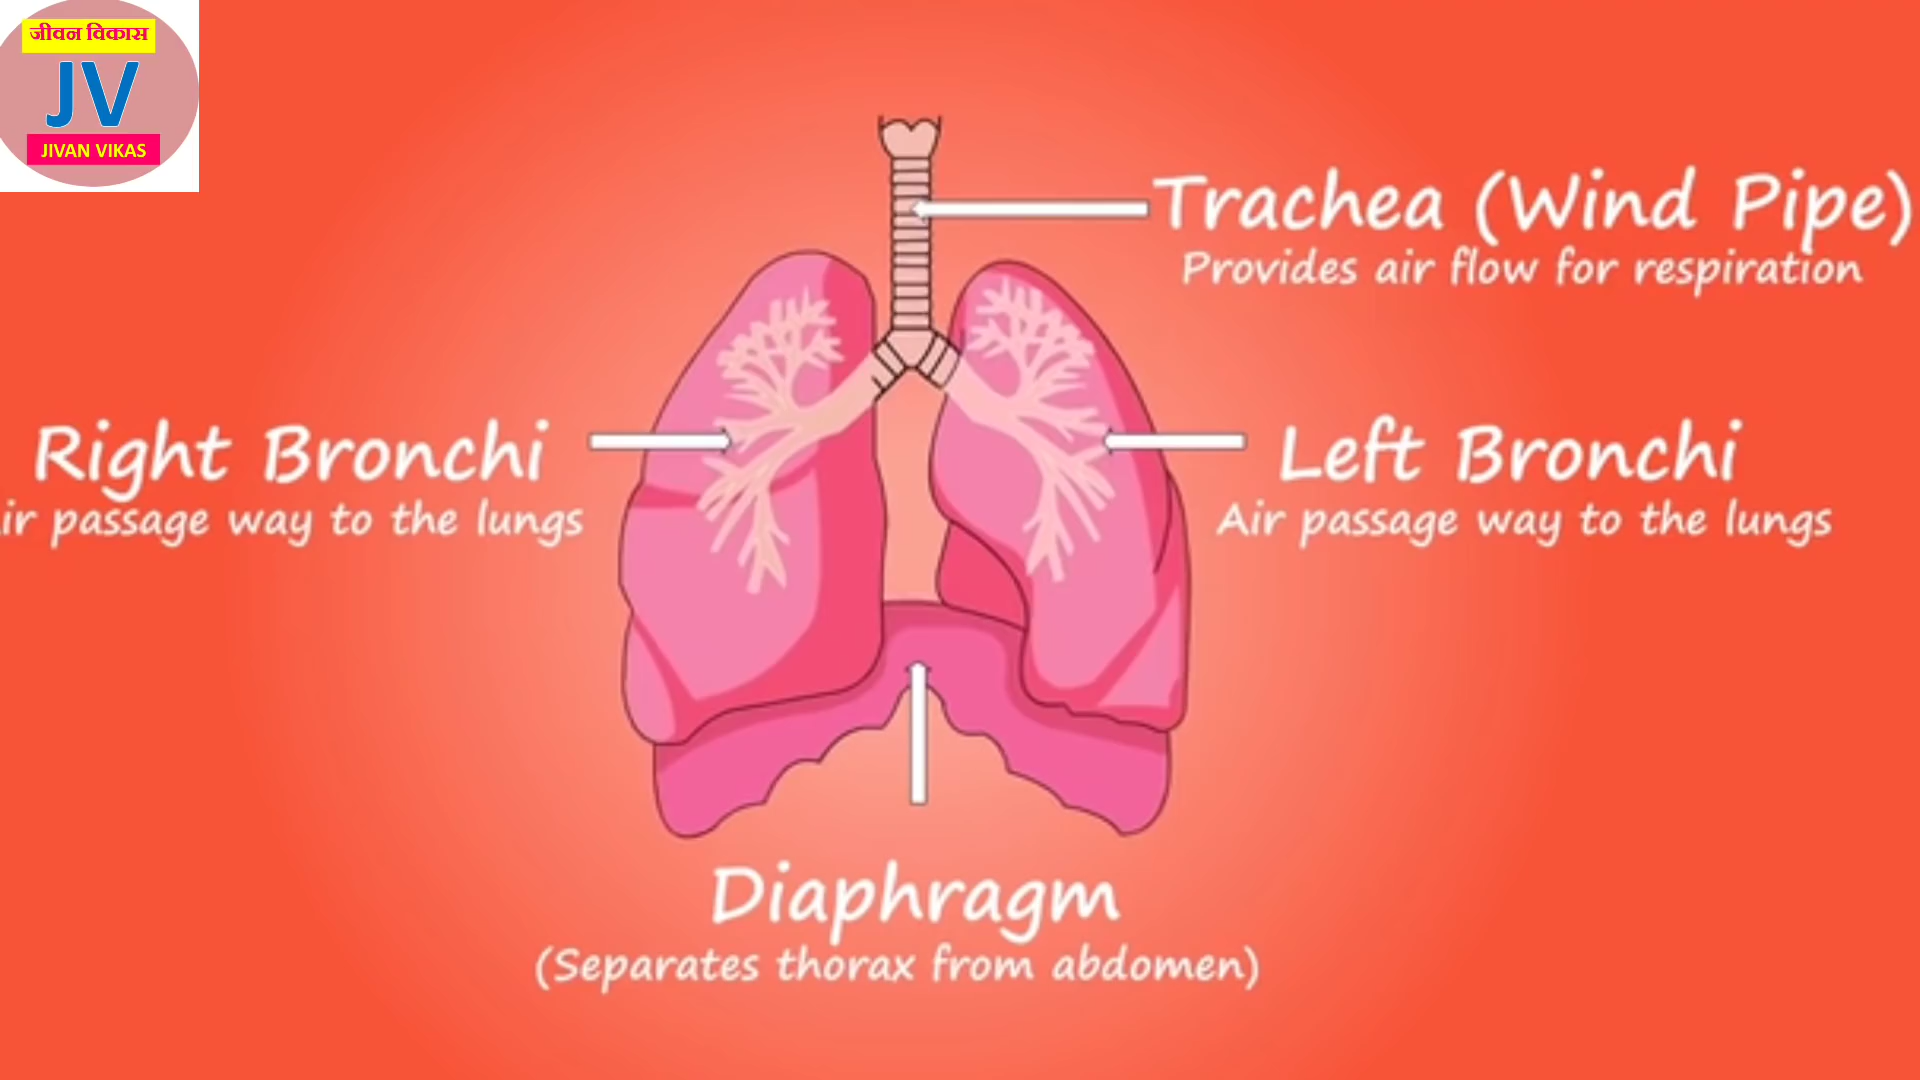 जीवन विकास
JV
JIVAN VIKAS
Trachea (Wind Pipe)
Provides air flow for respiration
Right Bronchi
ir passage way to the lungs
Left Bronchi
Air passage way to the lungs
Diaphragm
(Separates thorax from abdomen)